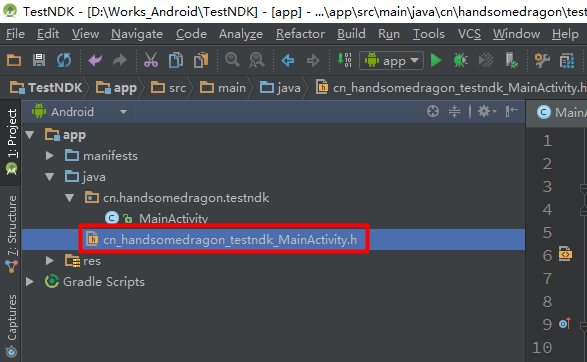 TestNDK - [D:\Works_Android\TestNDK] - [app] - ...\app\src\main\java\cn\handsomedragon\test
File Edit View Navigate Code Analyze Refactor Build Run Tools VCS Window
TestNDK app src main java cn_handsomedragon_testndk_MainActivity.h
app
1: Project
Android
MainA
app
manifests
java
cn.handsomedragon.testndk
MainActivity
cn_handsomedragon_testndk_MainActivity.h
res
Gradle Scripts
7: Structure
Captures
1
2
3
4
5
6
7
8
9
10